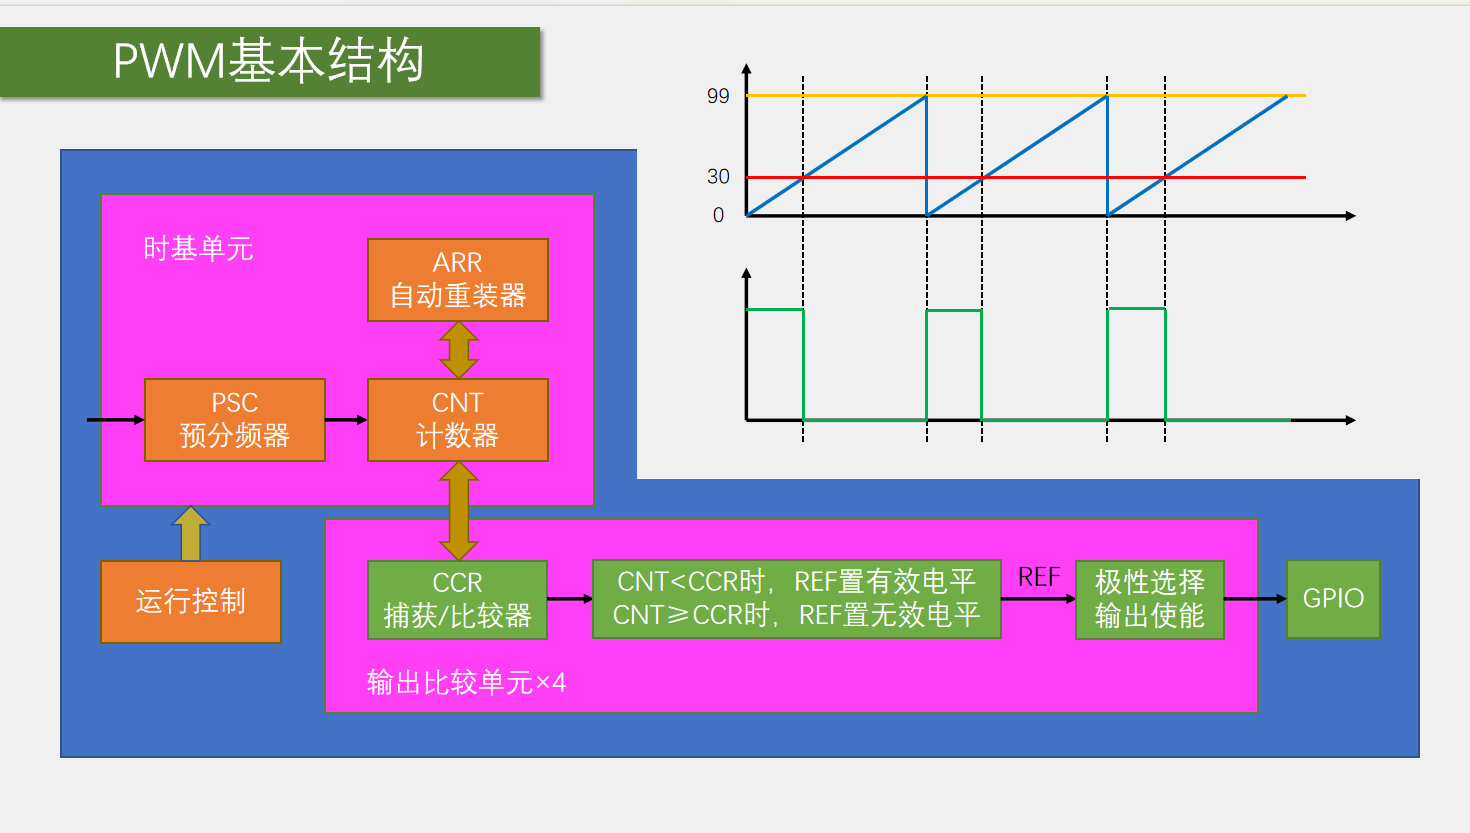 PWM基本结构
99
30
0
时基单元
ARR
自动重装器
PSC
预分频器
CNT
计数器
运行控制
CCR
捕获/比较器
CNT<CCR时，REF置有效电平
CNT≥CCR时，REF置无效电平
REF
极性选择
输出使能
GPIO
输出比较单元×4